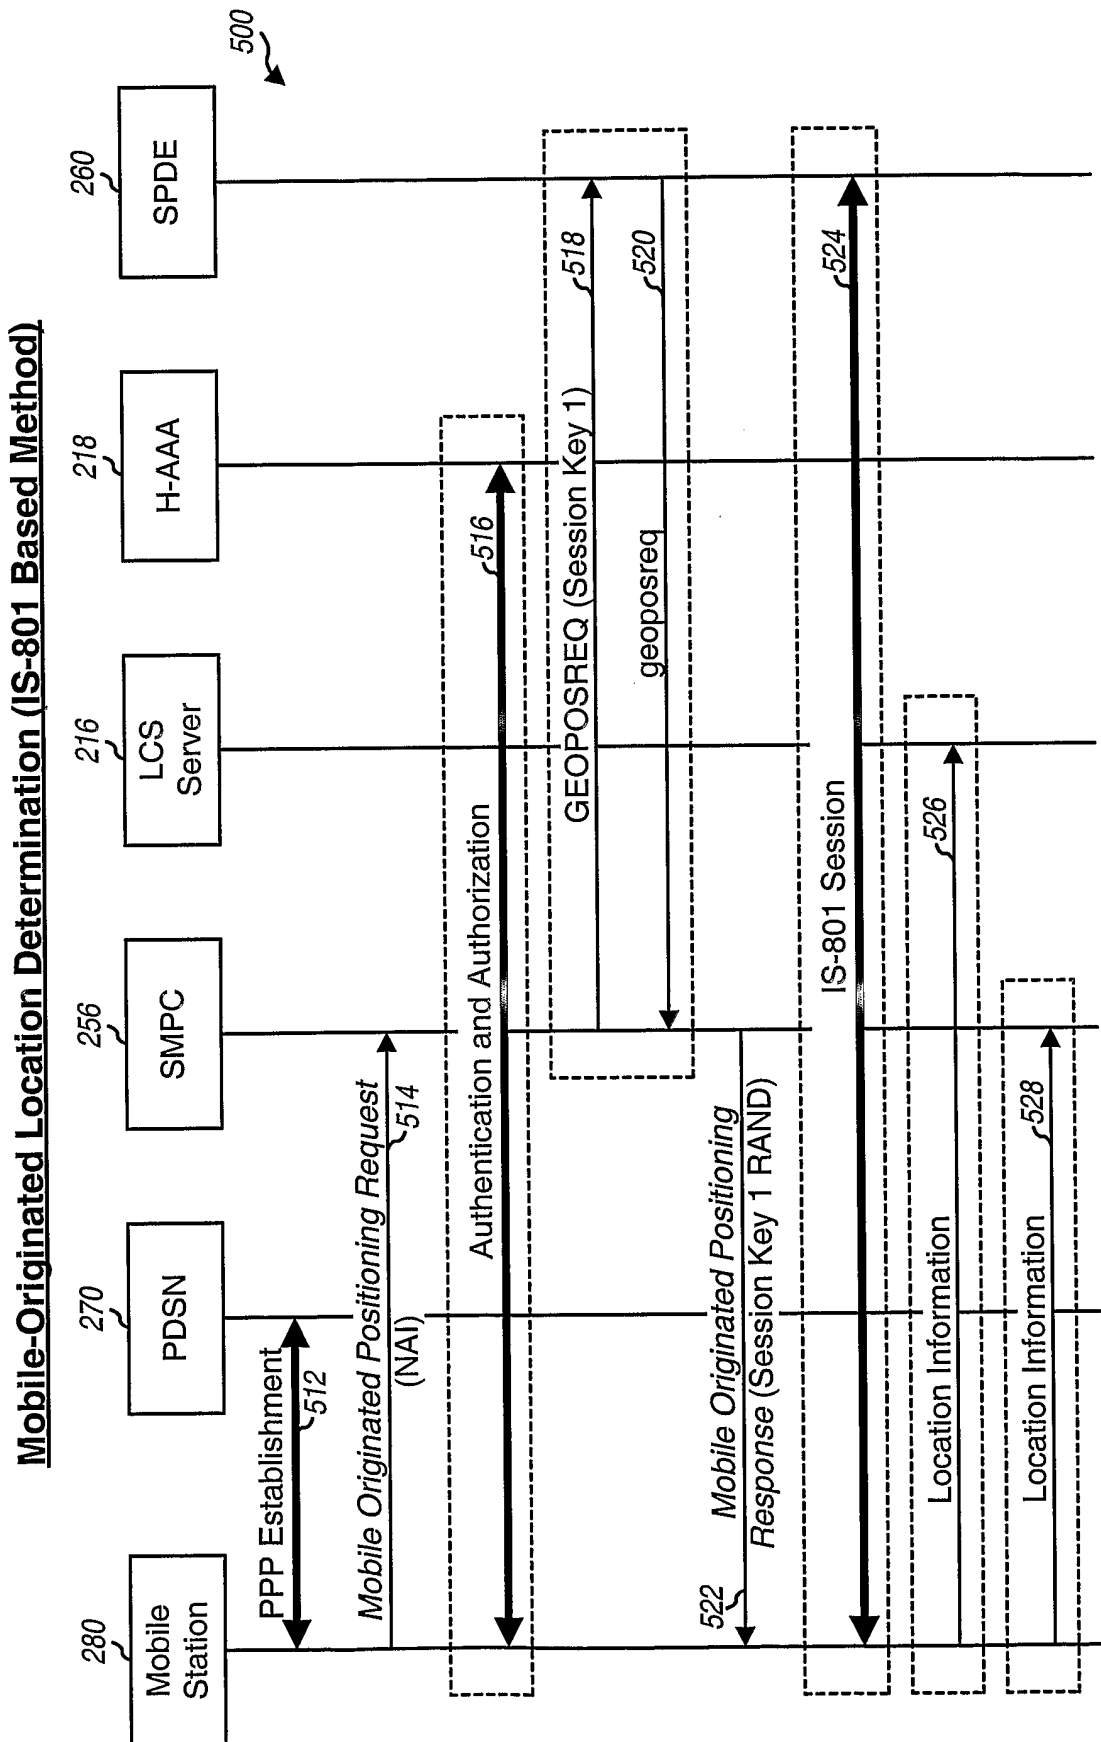 Mobile-Originated Location Determination (IS-801 Based Method)
500
280
Mobile
Station
270
PDSN
256
SMPC
216
LCS
Server
218
H-AAA
260
SPDE
PPP Establishment
512
Mobile Originated Positioning Request
(NAI)
514
Authentication and Authorization
516
GEOPOSREQ (Session Key 1)
518
geoposreq
520
Mobile Originated Positioning
Response (Session Key 1 RAND)
522
IS-801 Session
524
Location Information
526
Location Information
528